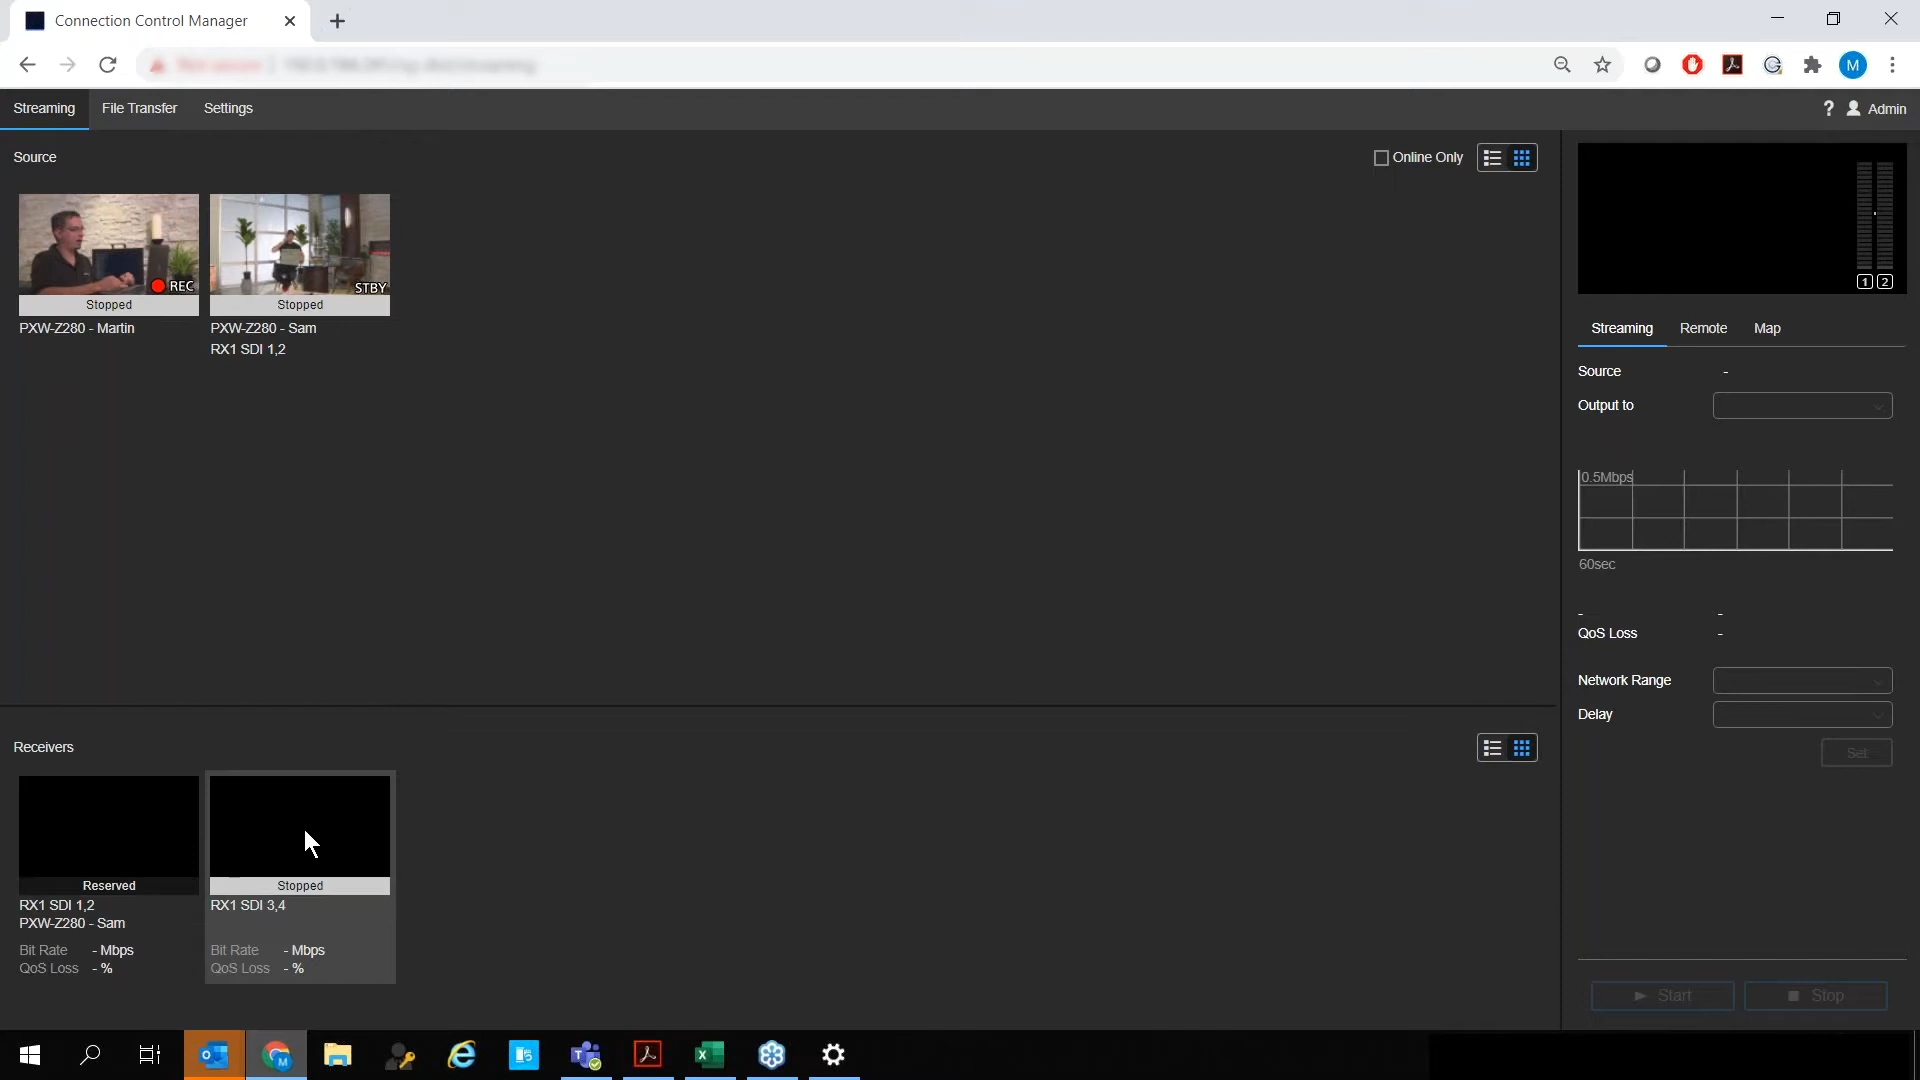 Connection Control Manager
M
Streaming
File Transfer
Settings
? Admin
Source
Online Only
REC
Stopped
PXW-Z280 - Martin
STBY
Stopped
PXW-Z280 - Sam
RX1 SDI 1,2
1 2
Streaming
Remote
Map
Source -
Output to
0.5Mbps
60sec
- -
QoS Loss -
Network Range
Delay
Set
Receivers
Reserved
RX1 SDI 1,2
PXW-Z280 - Sam
Bit Rate - Mbps
QoS Loss - %
Stopped
RX1 SDI 3,4
Bit Rate - Mbps
QoS Loss - %
Start
Stop